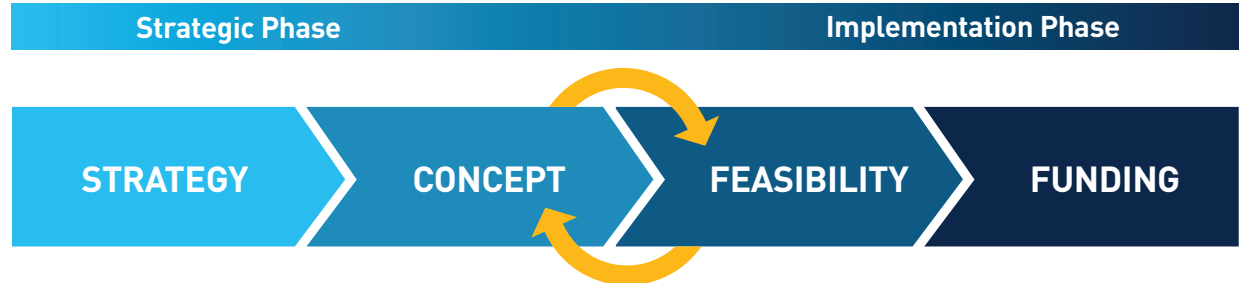 Strategic Phase Implementation Phase
STRATEGY CONCEPT FEASIBILITY FUNDING